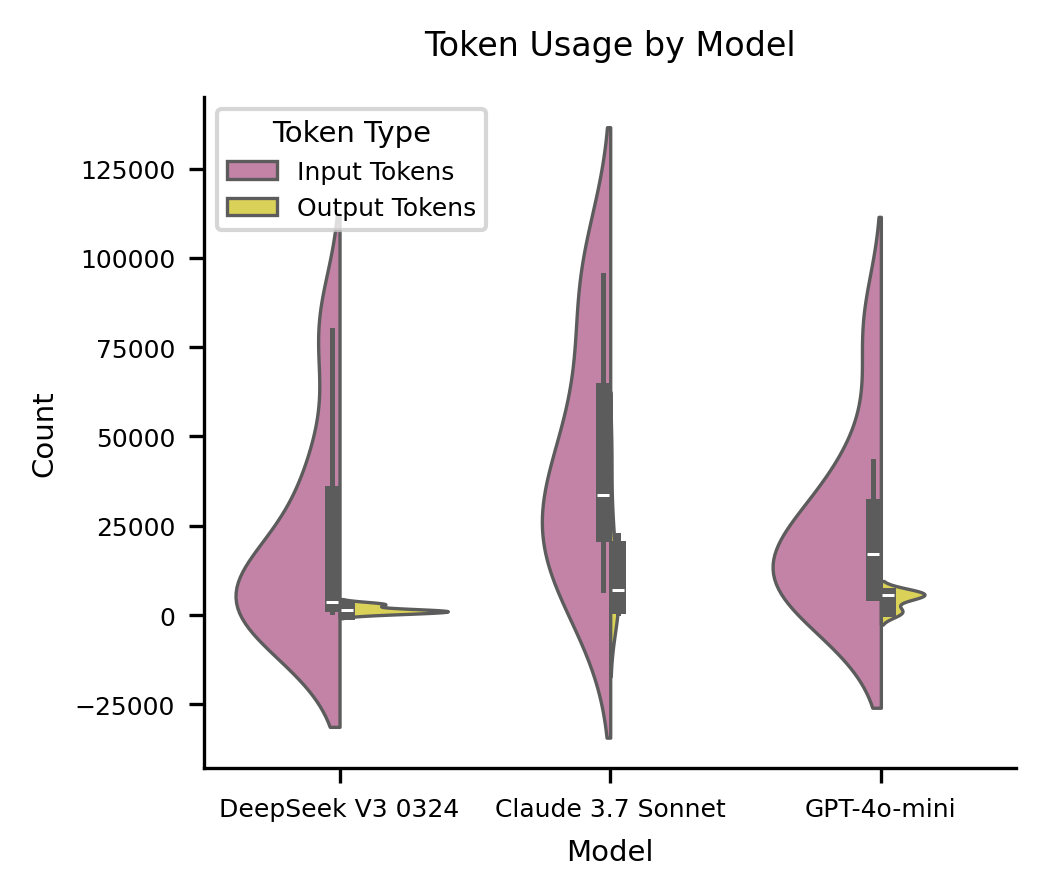 Token Usage by Model
Token Type
Input Tokens
Output Tokens
125000
100000
75000
50000
25000
0
−25000
Count
DeepSeek V3 0324
Claude 3.7 Sonnet
GPT-4o-mini
Model